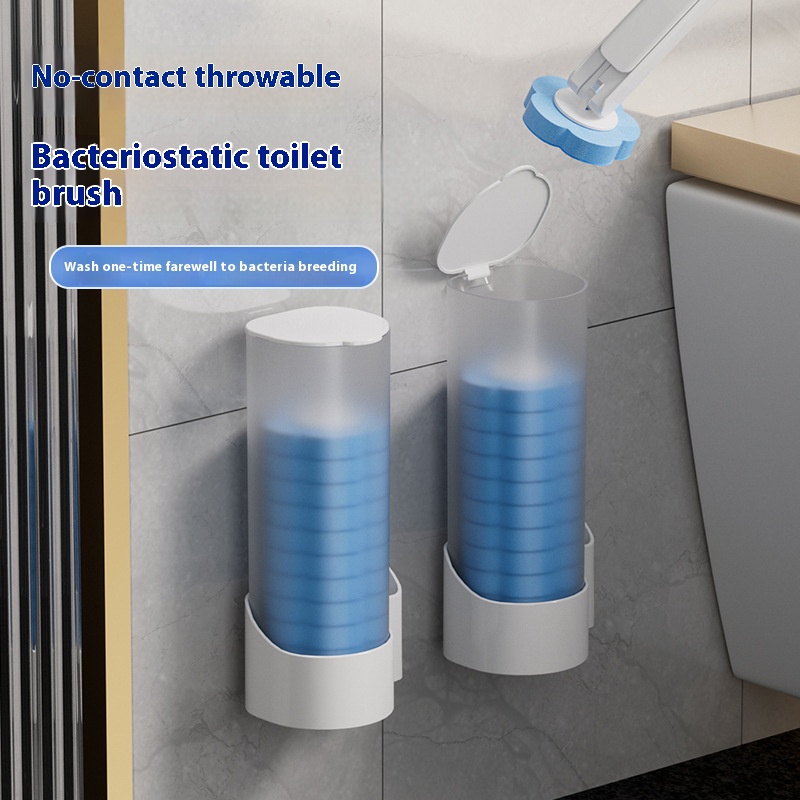 No-contact throwable
Bacteriostatic toilet
brush
Wash one-time farewell to bacteria breeding